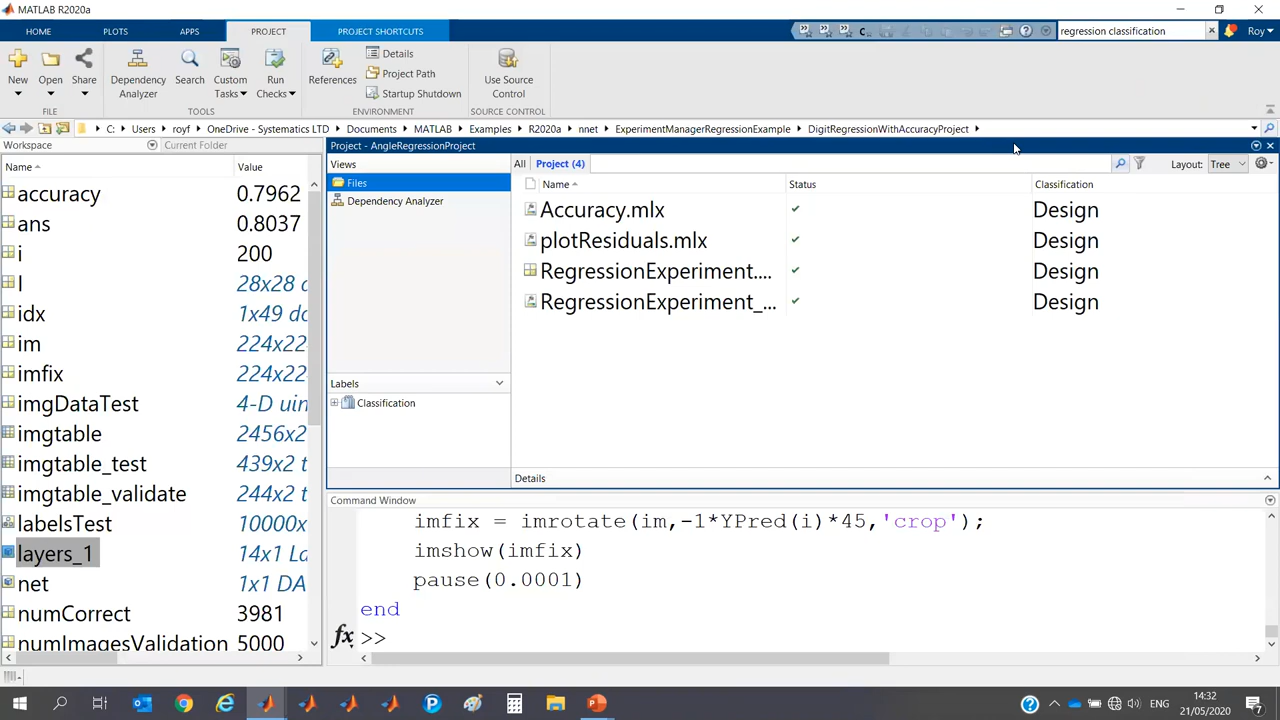 MATLAB R2020a
HOME PLOTS APPS PROJECT PROJECT SHORTCUTS regression classification Roy
New Open Share Dependency Analyzer Search Custom Tasks Run Checks References Details Project Path Startup Shutdown Use Source Control
FILE TOOLS ENVIRONMENT SOURCE CONTROL
C: Users royf OneDrive - Systematics LTD Documents MATLAB Examples R2020a nnet ExperimentManagerRegressionExample DigitRegressionWithAccuracyProject
Workspace Current Folder
Name Value
accuracy 0.7962
ans 0.8037
i 200
I 28x28
idx 1x49
im 224x22
imfix 224x22
imgDataTest 4-D
imgtable 2456x2
imgtable_test 439x2 t
imgtable_validate 244x2 t
labelsTest 10000x
layers_1 14x1 La
net 1x1 DA
numCorrect 3981
numImagesValidation 5000
Project - AngleRegressionProject
Views
Files
Dependency Analyzer
Labels
Classification
All Project (4) Layout: Tree
Name Status Classification
Accuracy.mlx Design
plotResiduals.mlx Design
RegressionExperiment.... Design
RegressionExperiment_... Design
Details
Command Window
imfix = imrotate(im,-1*YPred(i)*45,'crop');
imshow(imfix)
pause(0.0001)
end
fx >>
ENG 14:32
21/05/2020 7